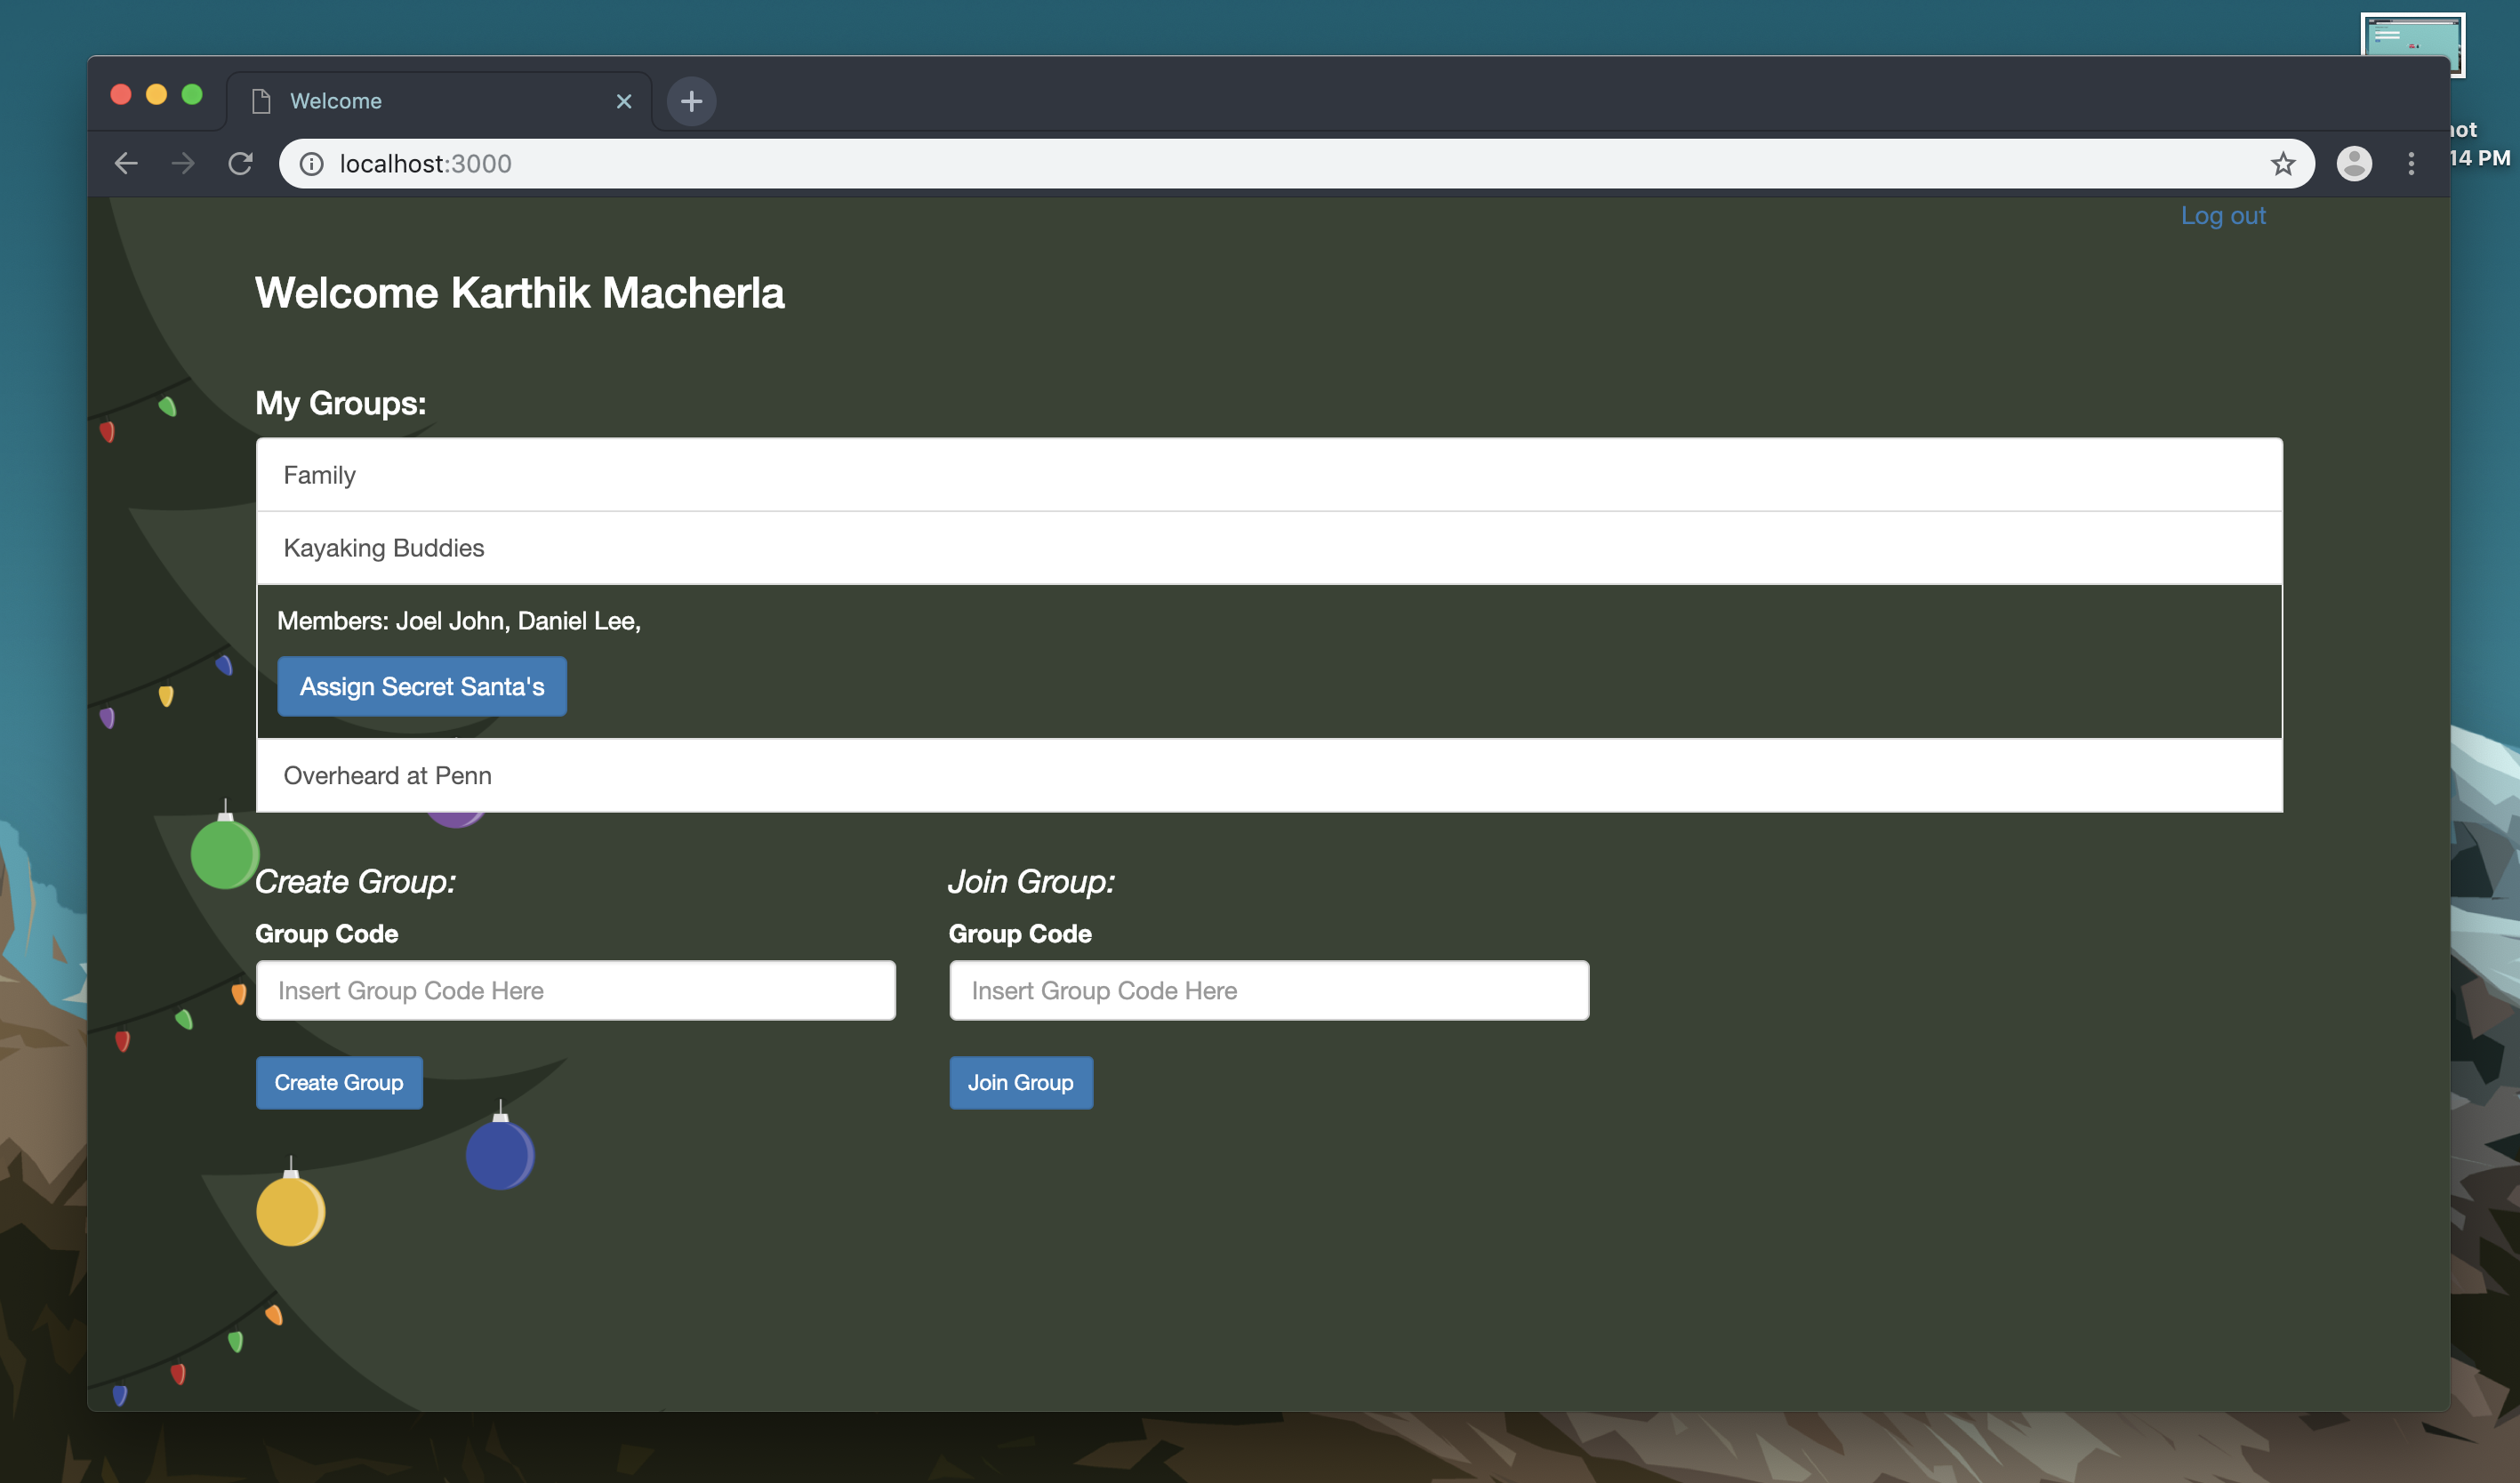 Welcome
localhost:3000
14 PM
Log out
Welcome Karthik Macherla
My Groups:
Family
Kayaking Buddies
Members: Joel John, Daniel Lee,
Assign Secret Santa's
Overheard at Penn
Create Group:
Join Group:
Group Code
Group Code
Insert Group Code Here
Insert Group Code Here
Create Group
Join Group